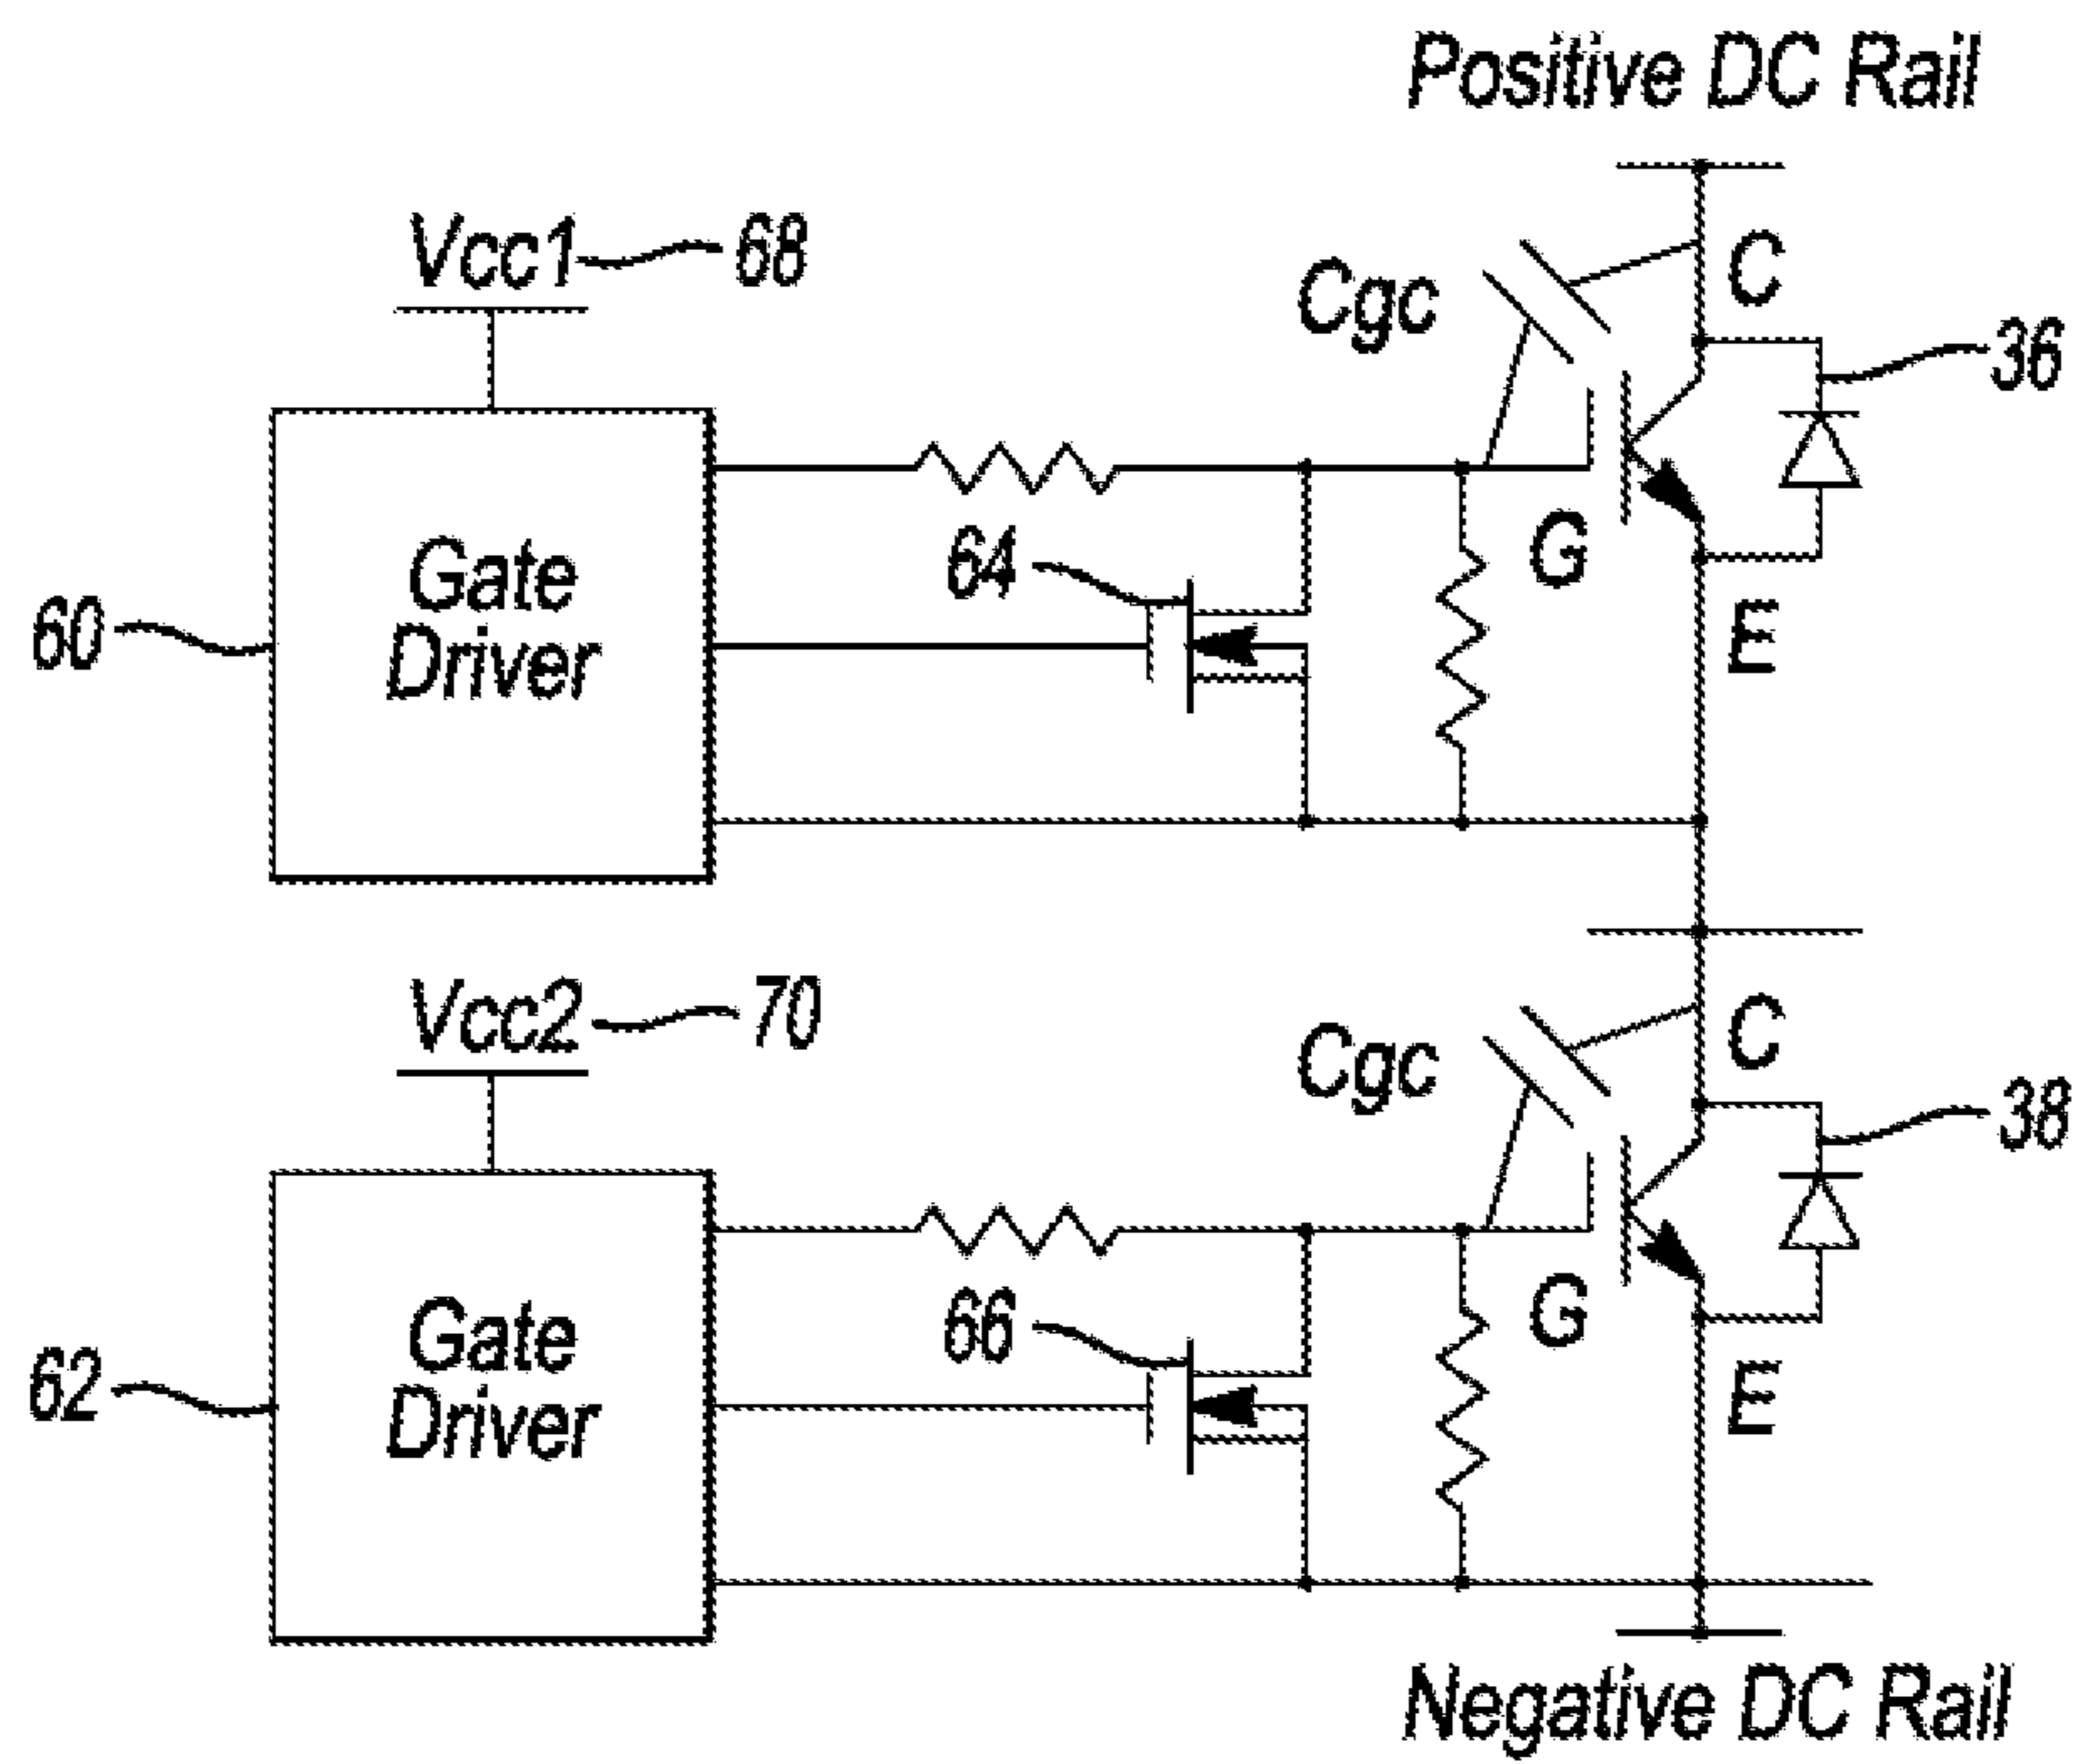 Positive DC Rail
Vcc1 68
Cgc
C
36
64
Gate
Driver
G
60
E
Vcc2 70
Cgc
C
38
66
Gate
Driver
G
62
E
Negative DC Rail